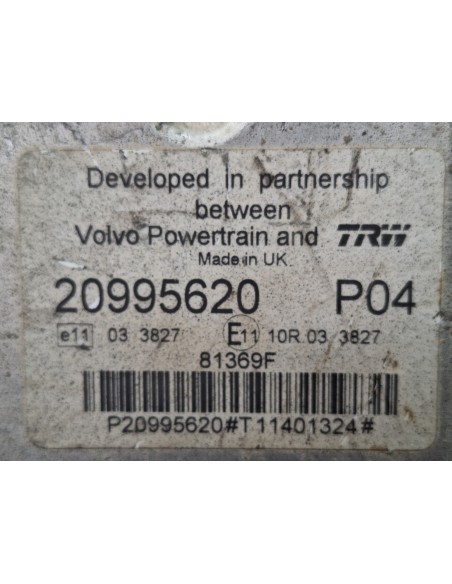 Developed in partnership
between
Volvo Powertrain and TRW
Made in UK
20995620 P04
e11 03 3827 E11 10R 03 3827
81369F
P20995620#T11401324#